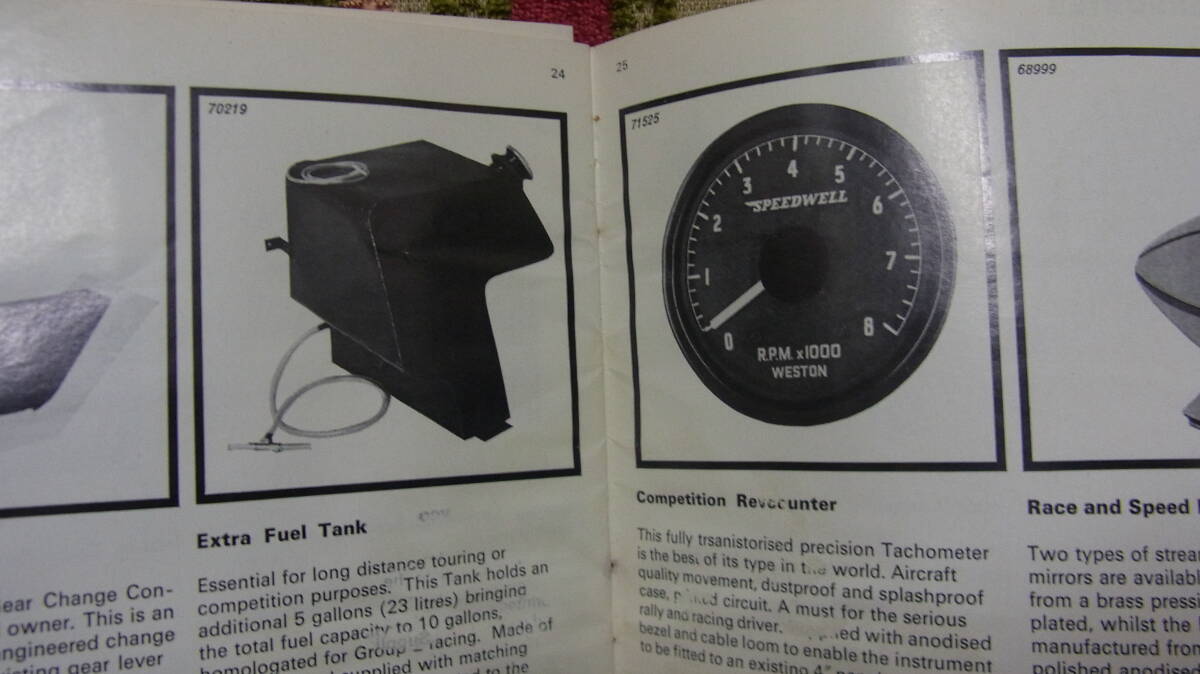 24
70219
Extra Fuel Tank
Essential for long distance touring or
competition purposes. This Tank holds an
additional 5 gallons (23 litres) bringing
the total fuel capacity to 10 gallons,
homologated for Group racing. Made of
supplied with matching
to the
ear Change Con-
owner. This is an
ngineered change
gear lever
25
71525
3 4 5
SPEEDWELL
2 6
1 7
0 8
R.P.M. x1000
WESTON
Competition Revcounter
This fully trsanistorised precision Tachometer
is the best of its type in world. Aircraft
quality movement, dustproof and splashproof
case, circuit. A must for the serious
rally and racing driver. with anodised
bezel and cable loom to enable the instrument
to be fitted to an existing 4"
68999
Race and Speed
Two types of strea
mirrors are availabl
from a brass pressi
plated, whilst the
manufactured from
polished anodised